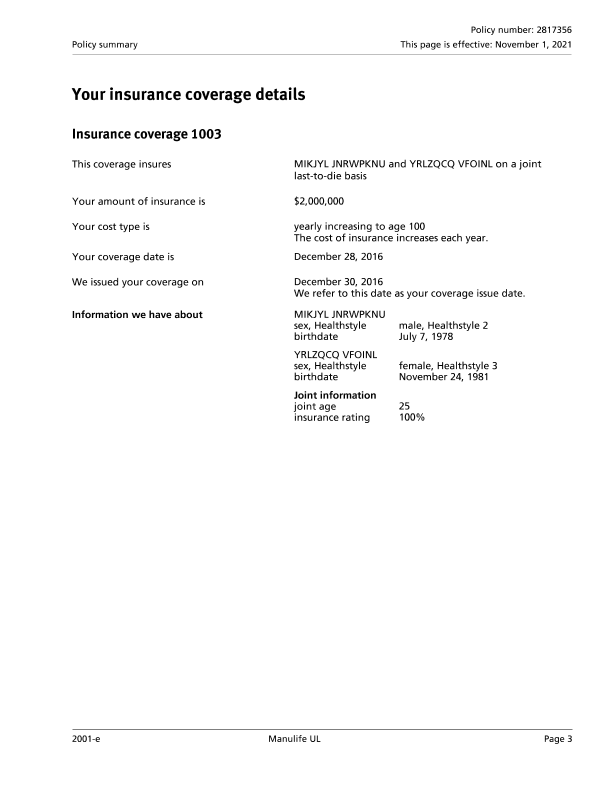 Policy number: 2817356
Policy summary This page is effective: November 1, 2021
Your insurance coverage details
Insurance coverage 1003
This coverage insures MIKJYL JNRWPKNU and YRLZQCQ VFOINL on a joint
last-to-die basis
Your amount of insurance is $2,000,000
Your cost type is yearly increasing to age 100
The cost of insurance increases each year.
Your coverage date is December 28, 2016
We issued your coverage on December 30, 2016
We refer to this date as your coverage issue date.
Information we have about MIKJYL JNRWPKNU
sex, Healthstyle male, Healthstyle 2
birthdate July 7, 1978
YRLZQCQ VFOINL
sex, Healthstyle female, Healthstyle 3
birthdate November 24, 1981
Joint information
joint age 25
insurance rating 100%
2001-e Manulife UL Page 3